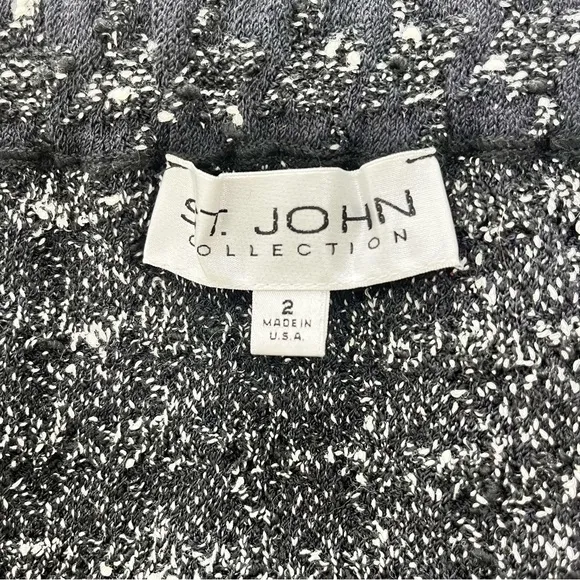 ST. JOHN
COLLECTION
2
MADE IN
U.S.A.